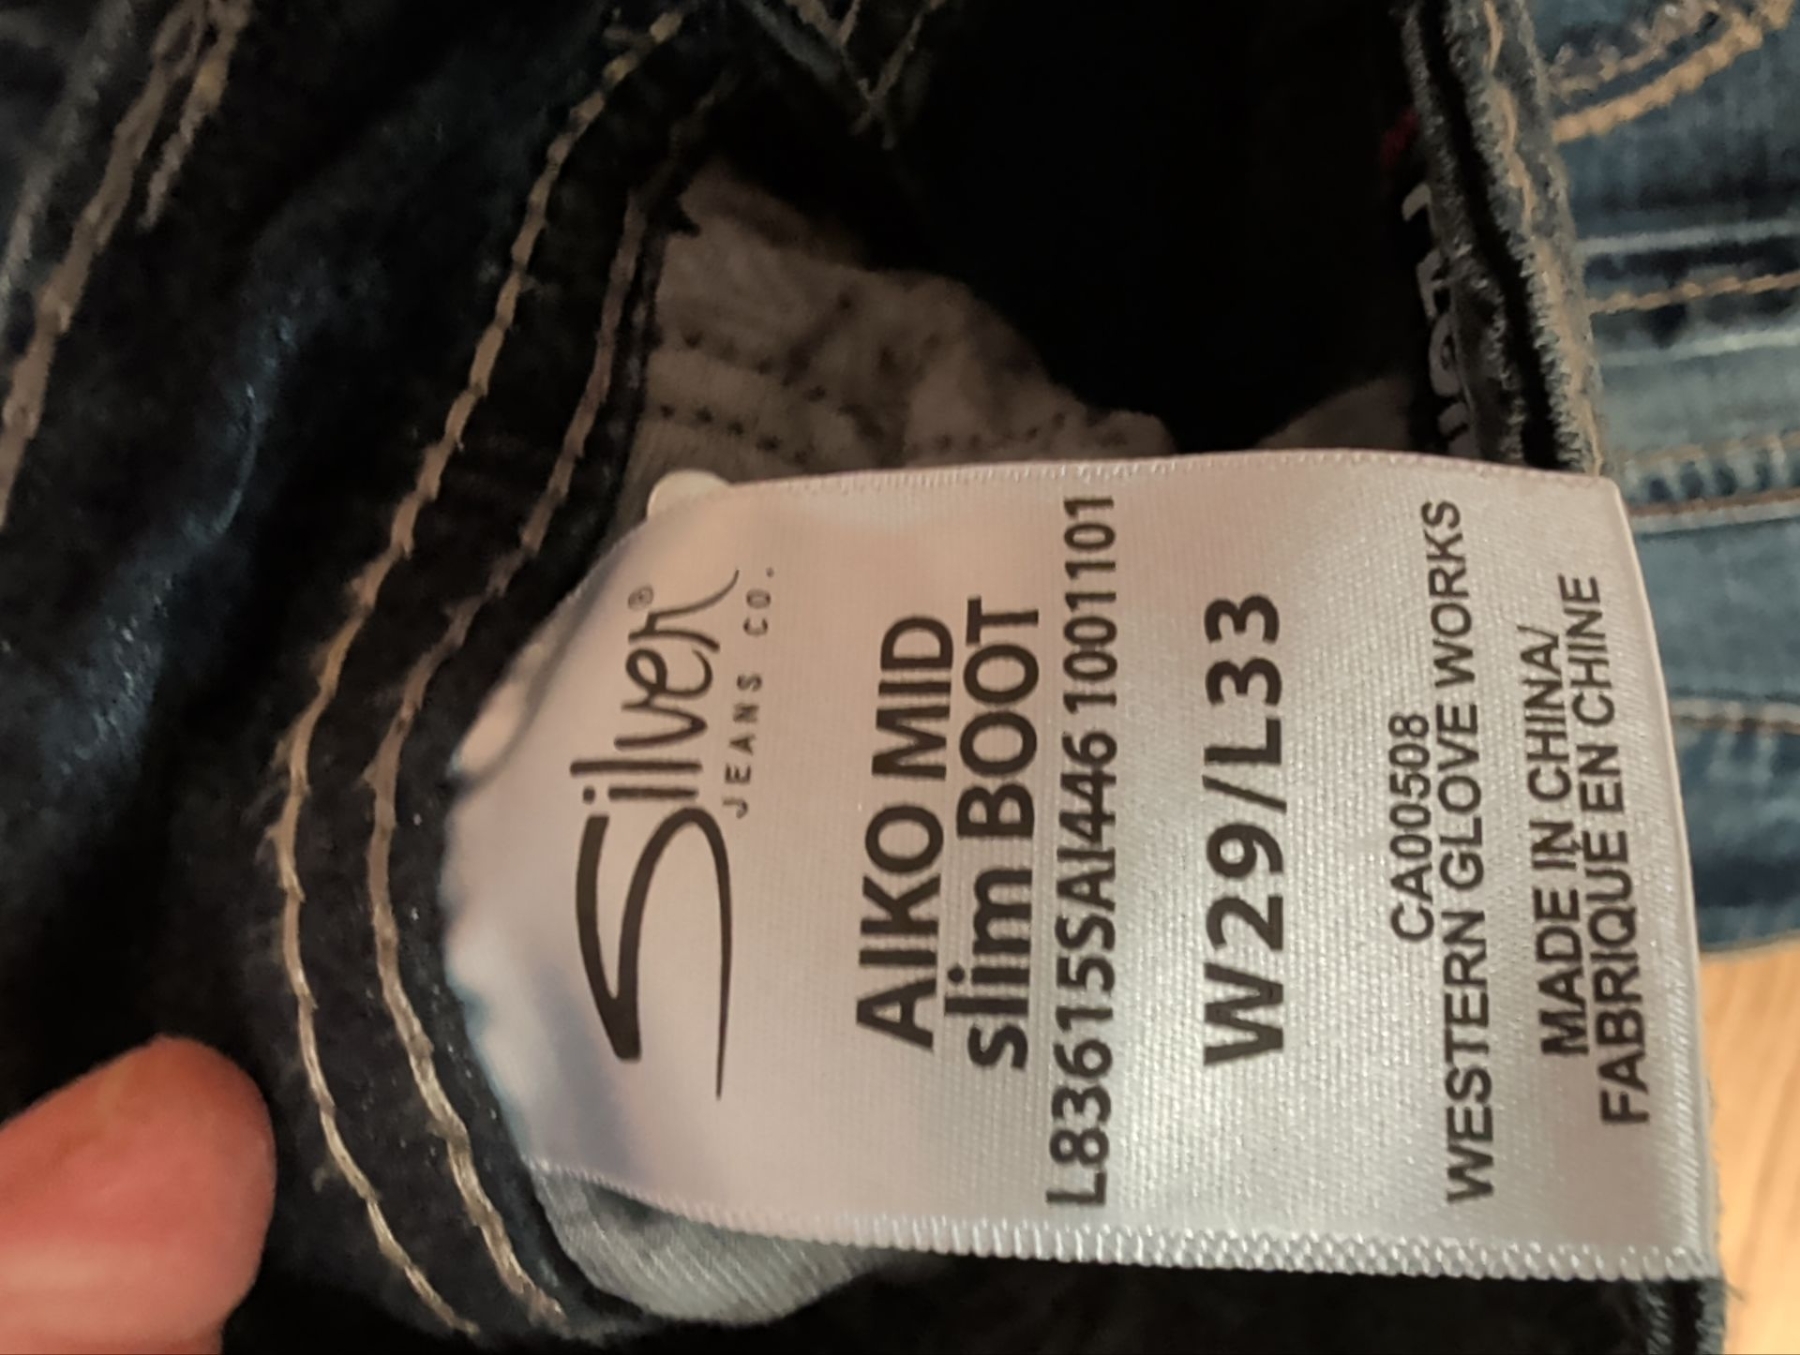 Silver®
JEANS CO.
AIKO MID
slim BOOT
L83615SAI446 1001101
W29/L33
CA00508
WESTERN GLOVE WORKS
MADE IN CHINA/
FABRIQUE EN CHINE